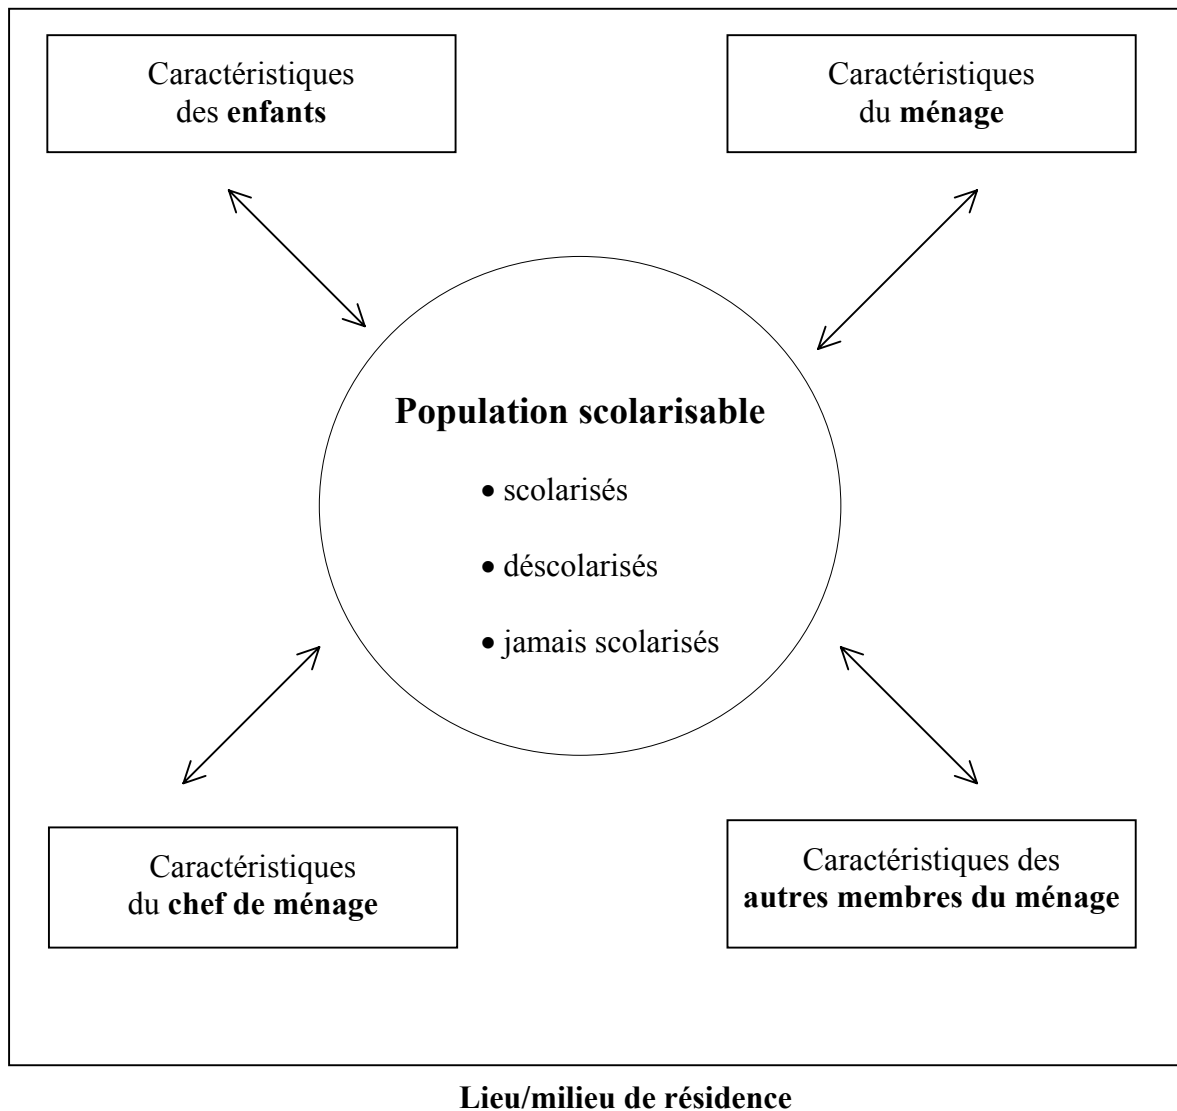 Caractéristiques
des enfants
Caractéristiques
du ménage
Population scolarisable
• scolarisés
• déscolarisés
• jamais scolarisés
Caractéristiques
du chef de ménage
Caractéristiques des
autres membres du ménage
Lieu/milieu de résidence